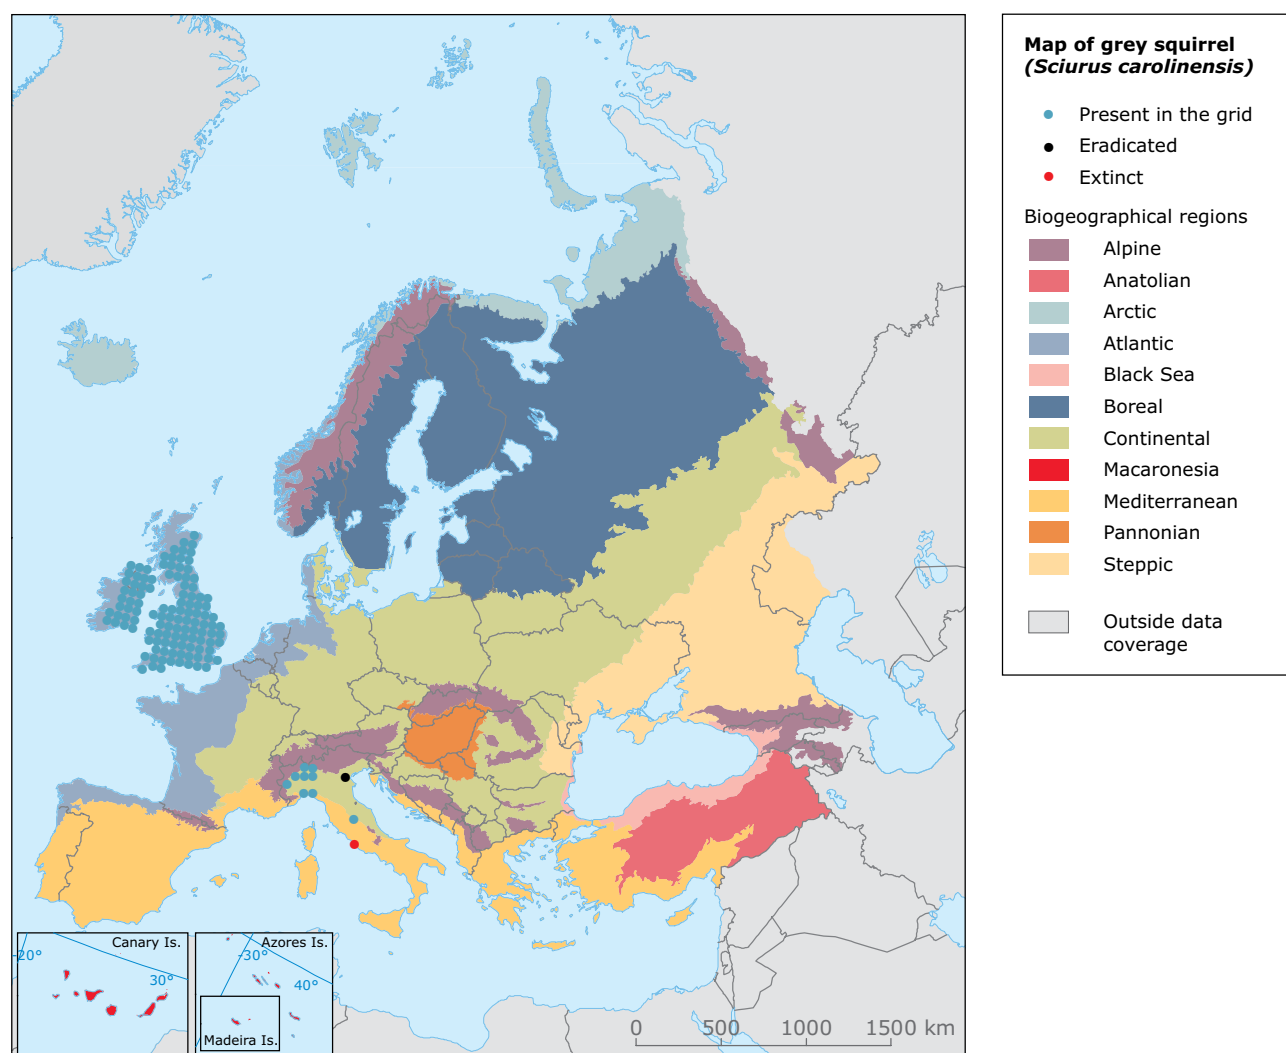 Map of grey squirrel
(Sciurus carolinensis)
Present in the grid
Eradicated
Extinct
Biogeographical regions
Alpine
Anatolian
Arctic
Atlantic
Black Sea
Boreal
Continental
Macaronesia
Mediterranean
Pannonian
Steppic
Outside data
coverage
Canary Is.
-20°
30°
Azores Is.
-30°
40°
Madeira Is.
0 500 1000 1500 km